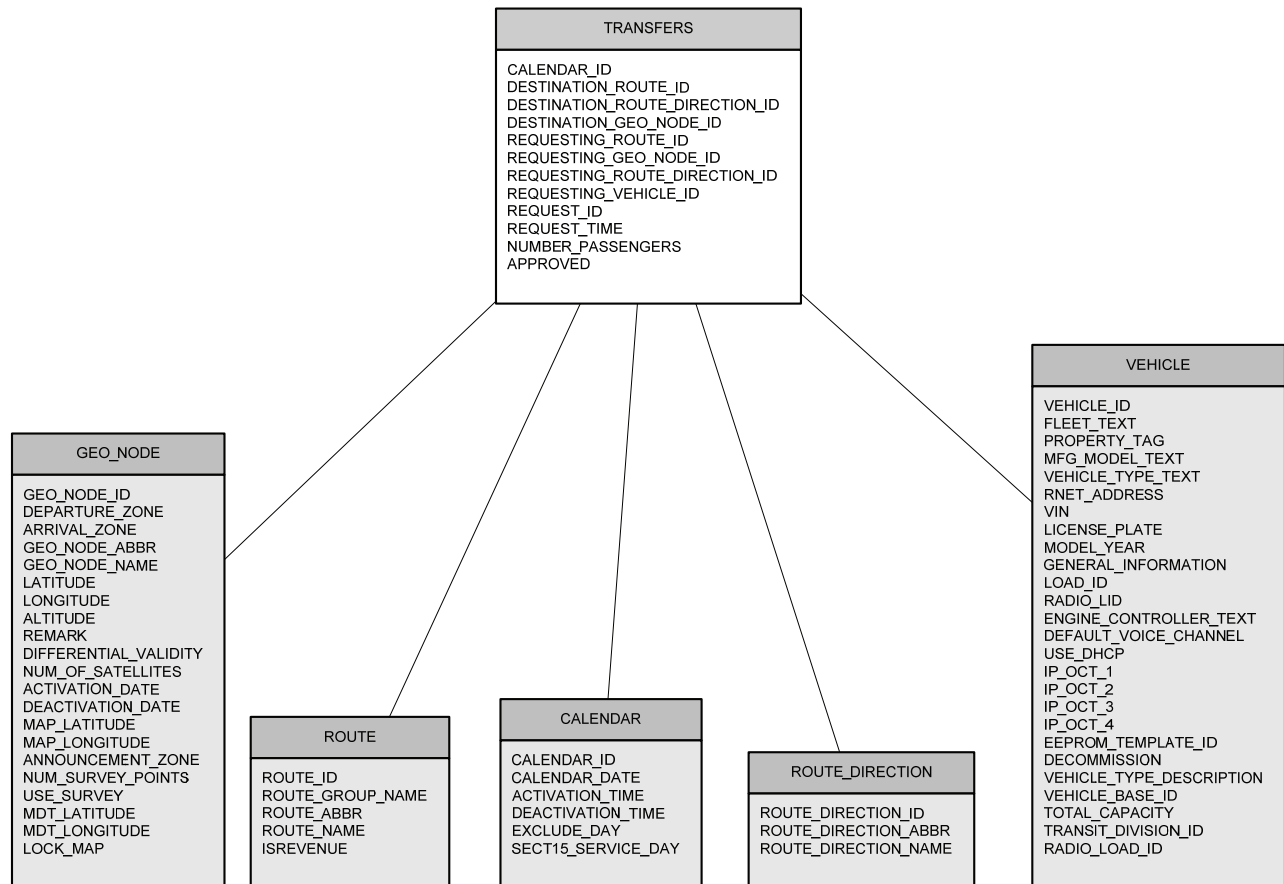 TRANSFERS
CALENDAR_ID
DESTINATION_ROUTE_ID
DESTINATION_ROUTE_DIRECTION_ID
DESTINATION_GEO_NODE_ID
REQUESTING_ROUTE_ID
REQUESTING_GEO_NODE_ID
REQUESTING_ROUTE_DIRECTION_ID
REQUESTING_VEHICLE_ID
REQUEST_ID
REQUEST_TIME
NUMBER_PASSENGERS
APPROVED
GEO_NODE
GEO_NODE_ID
DEPARTURE_ZONE
ARRIVAL_ZONE
GEO_NODE_ABBR
GEO_NODE_NAME
LATITUDE
LONGITUDE
ALTITUDE
REMARK
DIFFERENTIAL_VALIDITY
NUM_OF_SATELLITES
ACTIVATION_DATE
DEACTIVATION_DATE
MAP_LATITUDE
MAP_LONGITUDE
ANNOUNCEMENT_ZONE
NUM_SURVEY_POINTS
USE_SURVEY
MDT_LATITUDE
MDT_LONGITUDE
LOCK_MAP
ROUTE
ROUTE_ID
ROUTE_GROUP_NAME
ROUTE_ABBR
ROUTE_NAME
ISREVENUE
CALENDAR
CALENDAR_ID
CALENDAR_DATE
ACTIVATION_TIME
DEACTIVATION_TIME
EXCLUDE_DAY
SECT15_SERVICE_DAY
ROUTE_DIRECTION
ROUTE_DIRECTION_ID
ROUTE_DIRECTION_ABBR
ROUTE_DIRECTION_NAME
VEHICLE
VEHICLE_ID
FLEET_TEXT
PROPERTY_TAG
MFG_MODEL_TEXT
VEHICLE_TYPE_TEXT
RNET_ADDRESS
VIN
LICENSE_PLATE
MODEL_YEAR
GENERAL_INFORMATION
LOAD_ID
RADIO_LID
ENGINE_CONTROLLER_TEXT
DEFAULT_VOICE_CHANNEL
USE_DHCP
IP_OCT_1
IP_OCT_2
IP_OCT_3
IP_OCT_4
EEPROM_TEMPLATE_ID
DECOMMISSION
VEHICLE_TYPE_DESCRIPTION
VEHICLE_BASE_ID
TOTAL_CAPACITY
TRANSIT_DIVISION_ID
RADIO_LOAD_ID